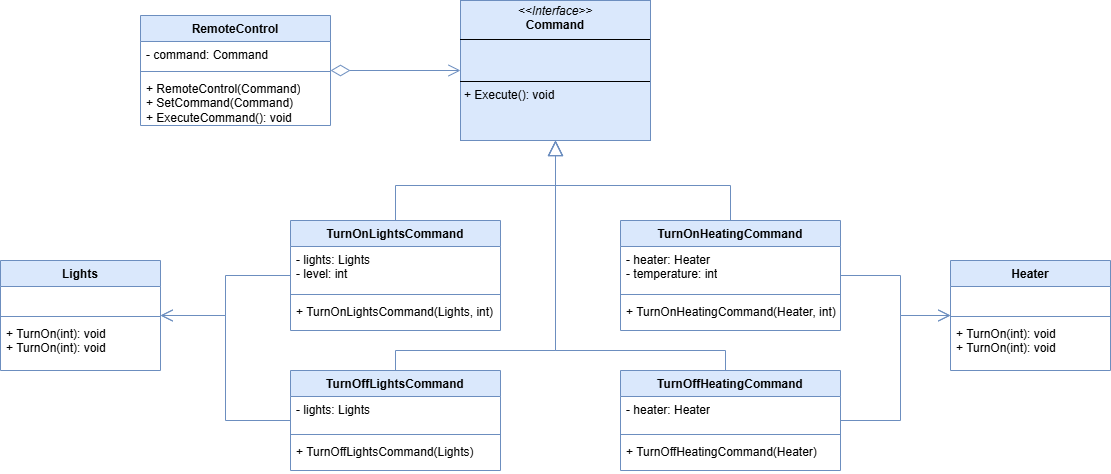 RemoteControl
- command: Command
+ RemoteControl(Command)
+ SetCommand(Command)
+ ExecuteCommand(): void
<<Interface>>
Command
+ Execute(): void
TurnOnLightsCommand
- lights: Lights
- level: int
+ TurnOnLightsCommand(Lights, int)
TurnOnHeatingCommand
- heater: Heater
- temperature: int
+ TurnOnHeatingCommand(Heater, int)
Lights
+ TurnOn(int): void
+ TurnOn(int): void
Heater
+ TurnOn(int): void
+ TurnOn(int): void
TurnOffLightsCommand
- lights: Lights
+ TurnOffLightsCommand(Lights)
TurnOffHeatingCommand
- heater: Heater
+ TurnOffHeatingCommand(Heater)